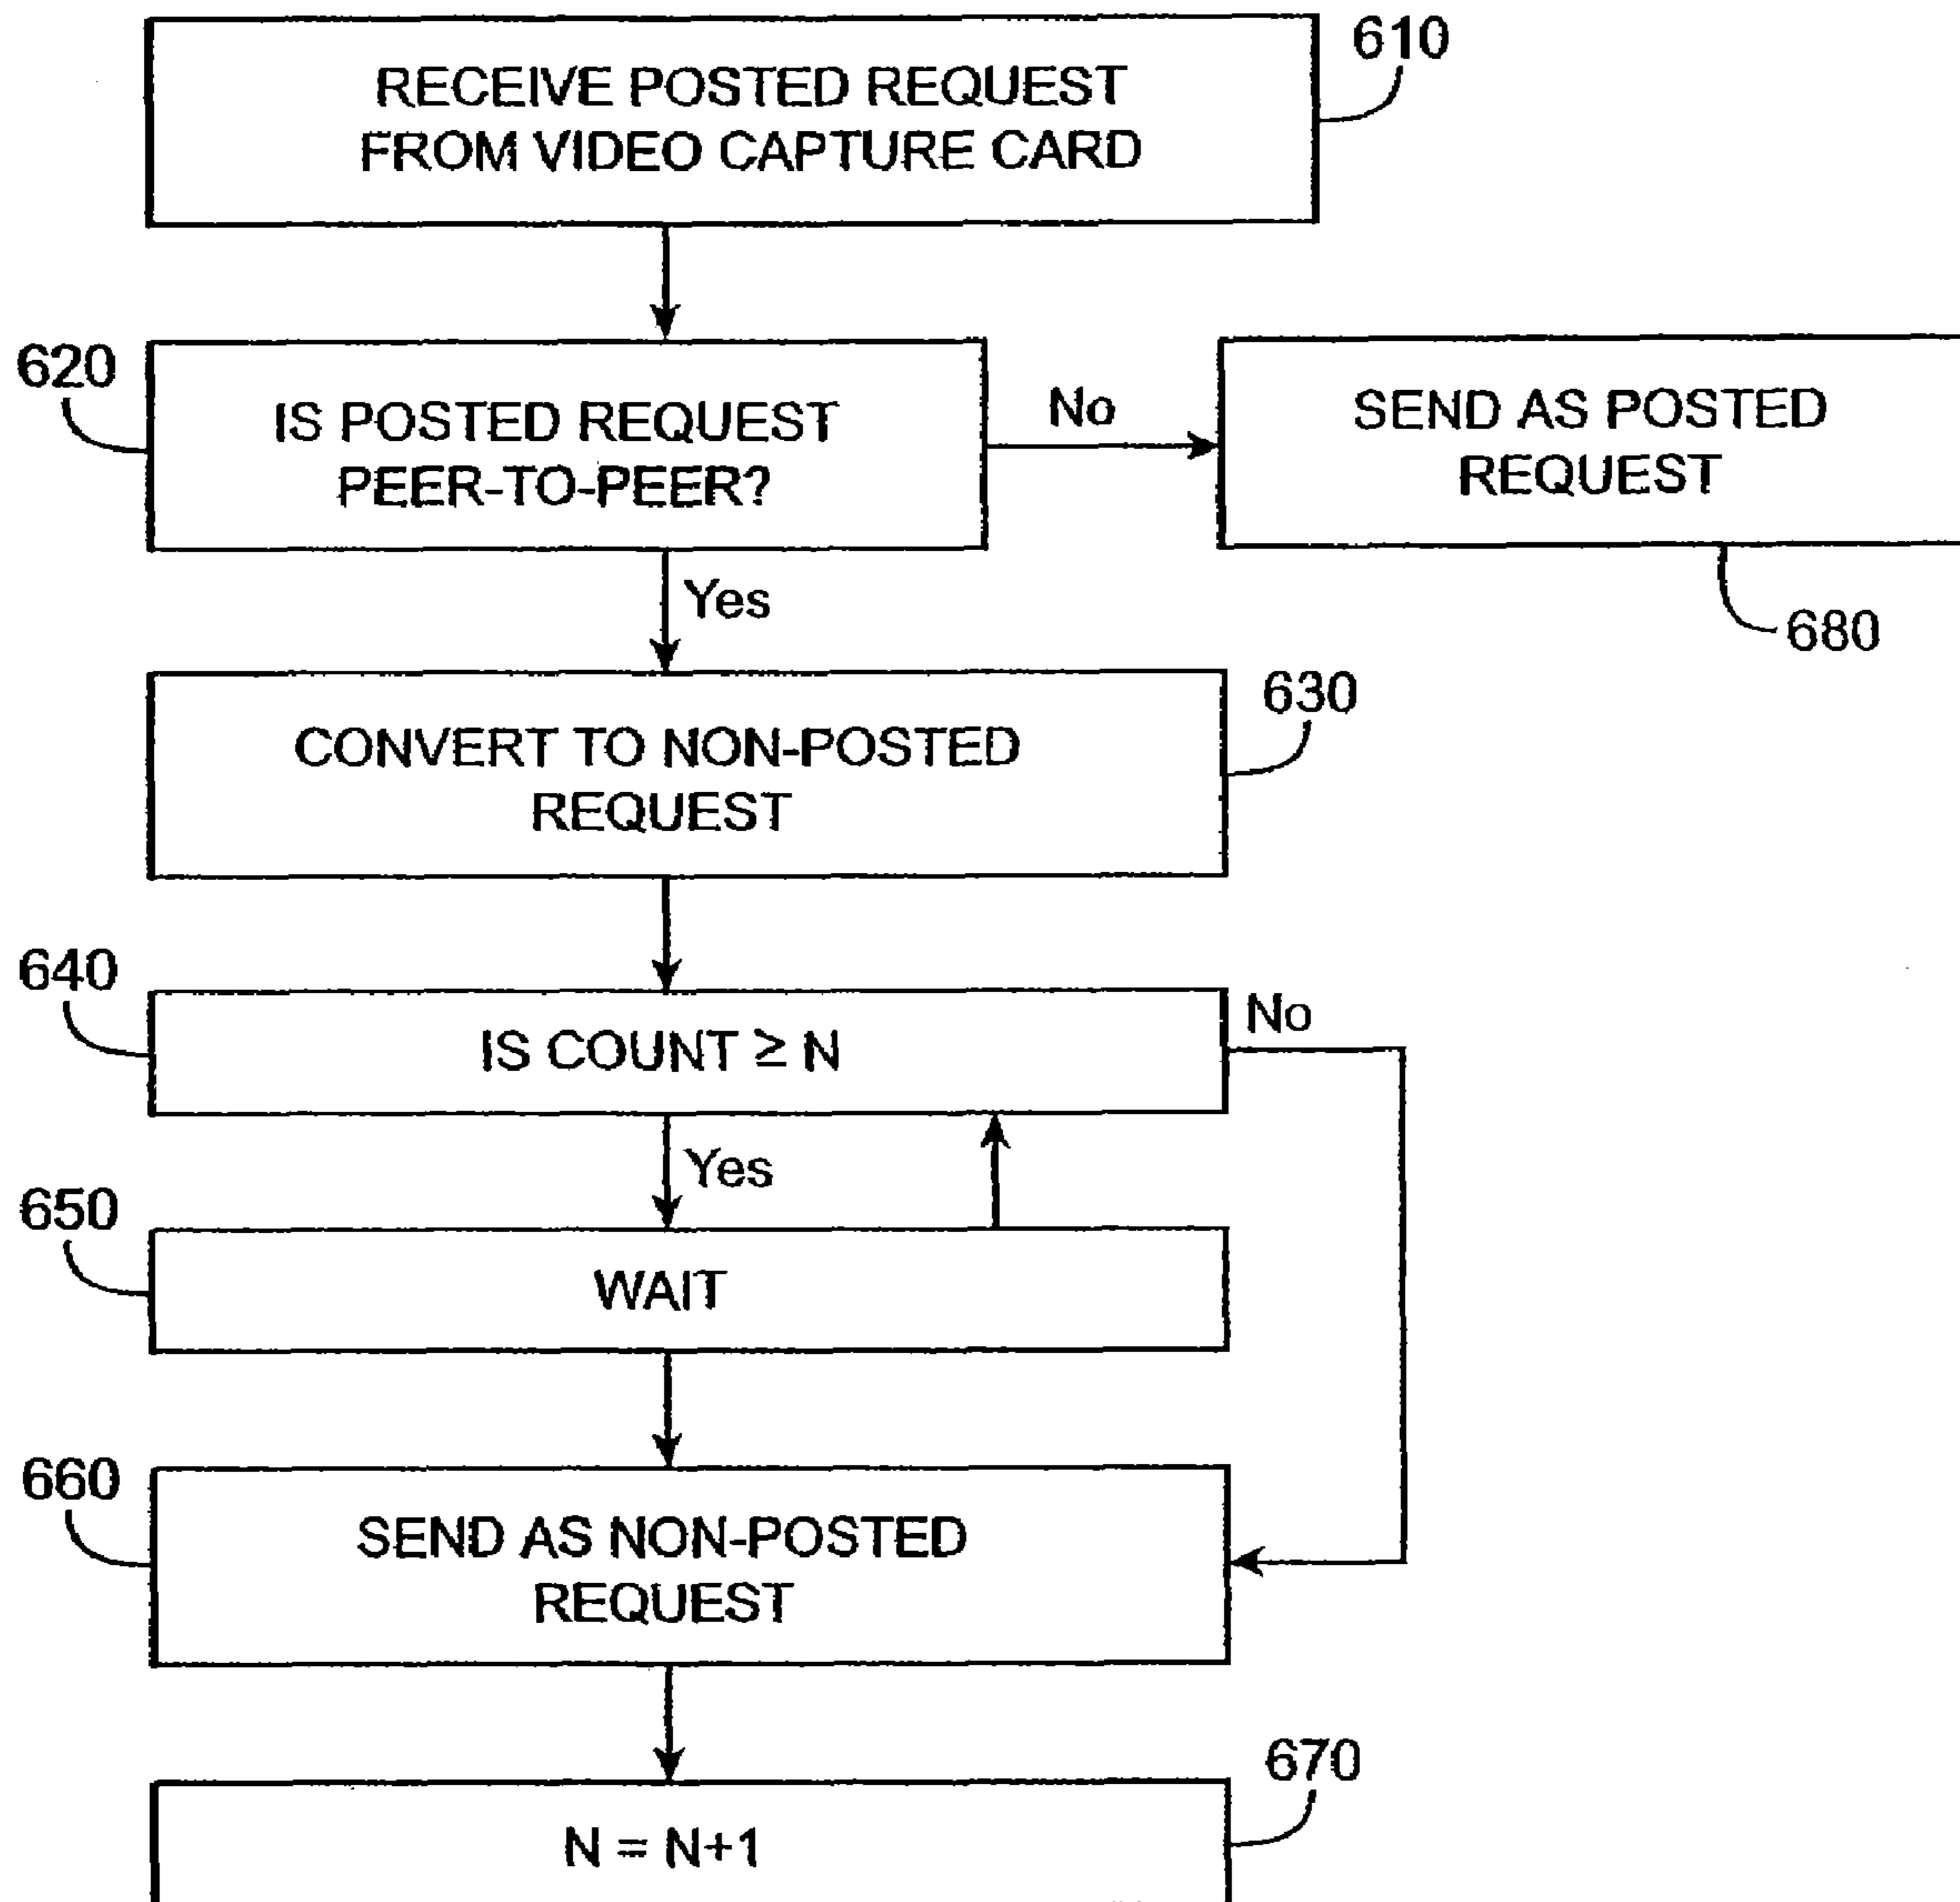 610
RECEIVE POSTED REQUEST
FROM VIDEO CAPTURE CARD
620
IS POSTED REQUEST
PEER-TO-PEER?
No
SEND AS POSTED
REQUEST
680
Yes
630
CONVERT TO NON-POSTED
REQUEST
640
IS COUNT ≥ N
No
Yes
650
WAIT
660
SEND AS NON-POSTED
REQUEST
670
N = N+1